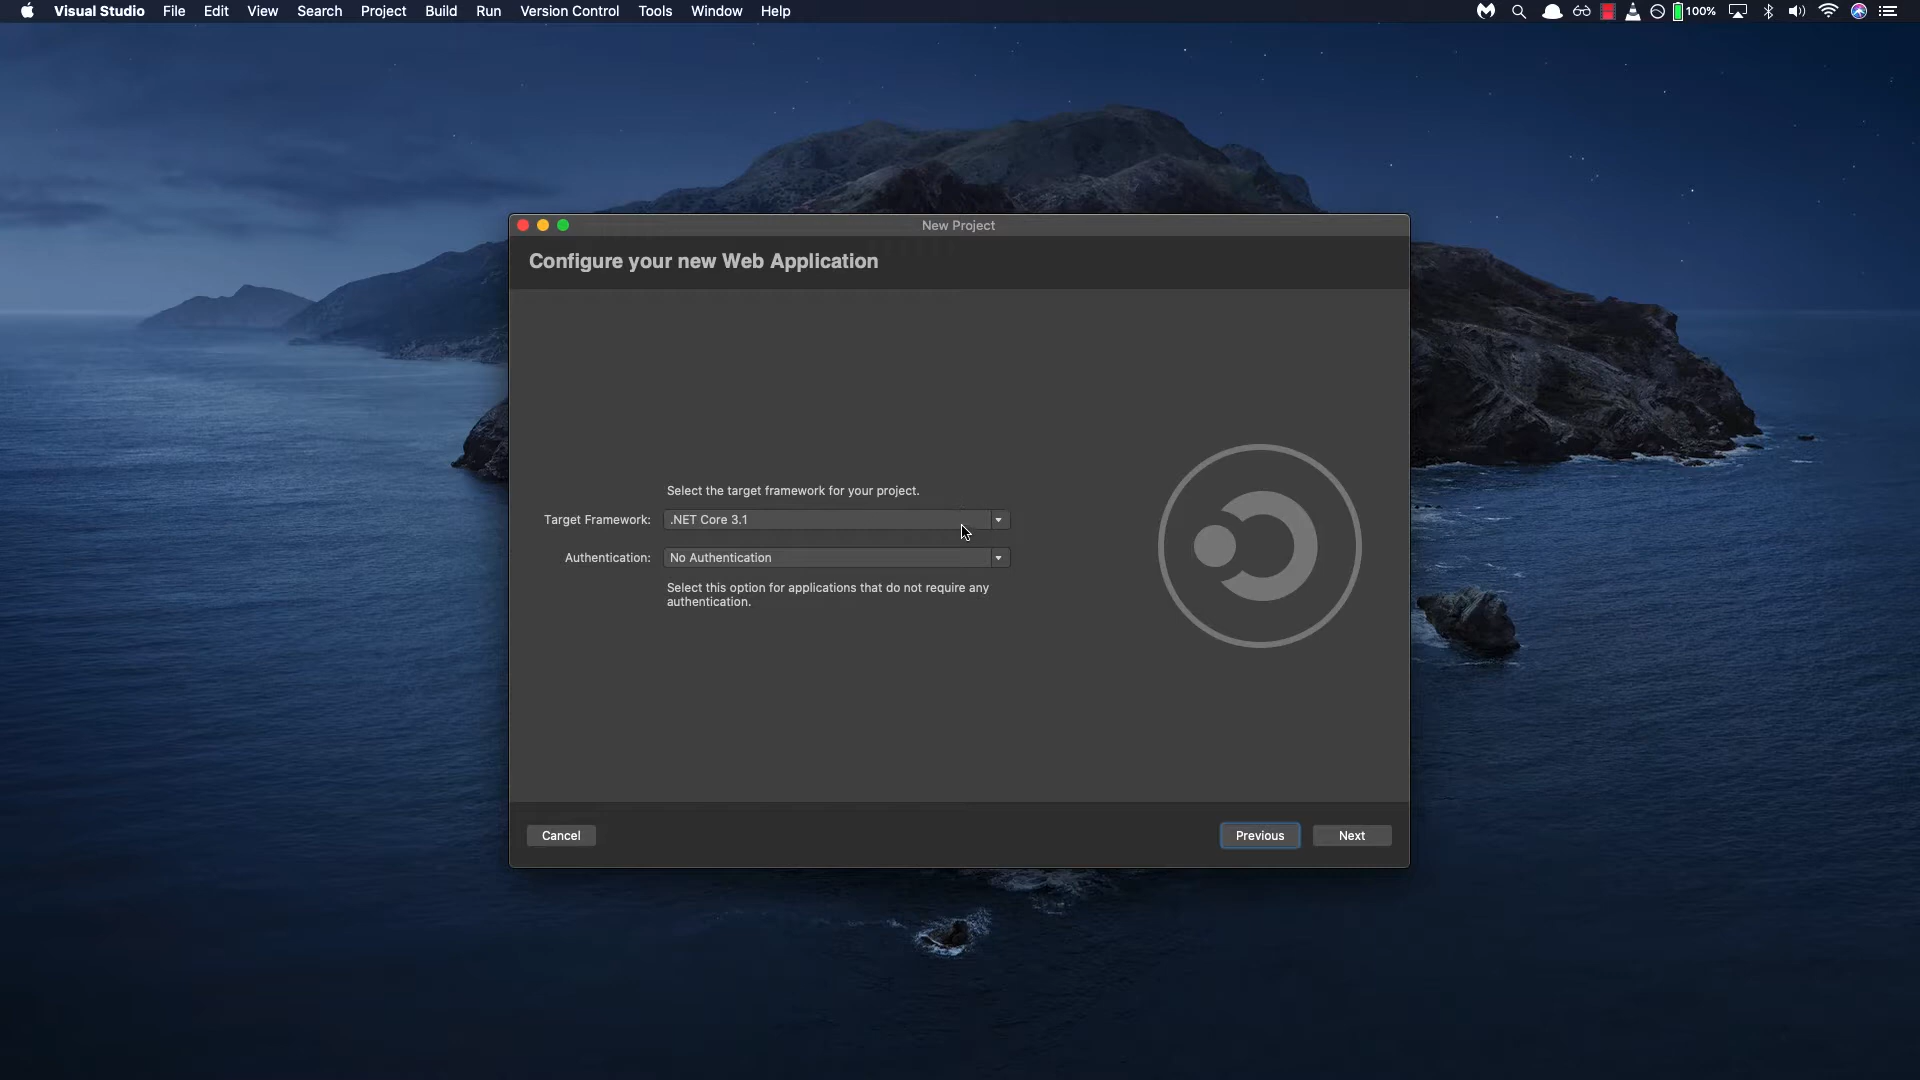 Visual Studio File Edit View Search Project Build Run Version Control Tools Window Help 100%
New Project
Configure your new Web Application
Select the target framework for your project.
Target Framework: .NET Core 3.1
Authentication: No Authentication
Select this option for applications that do not require any
authentication.
Cancel Previous Next